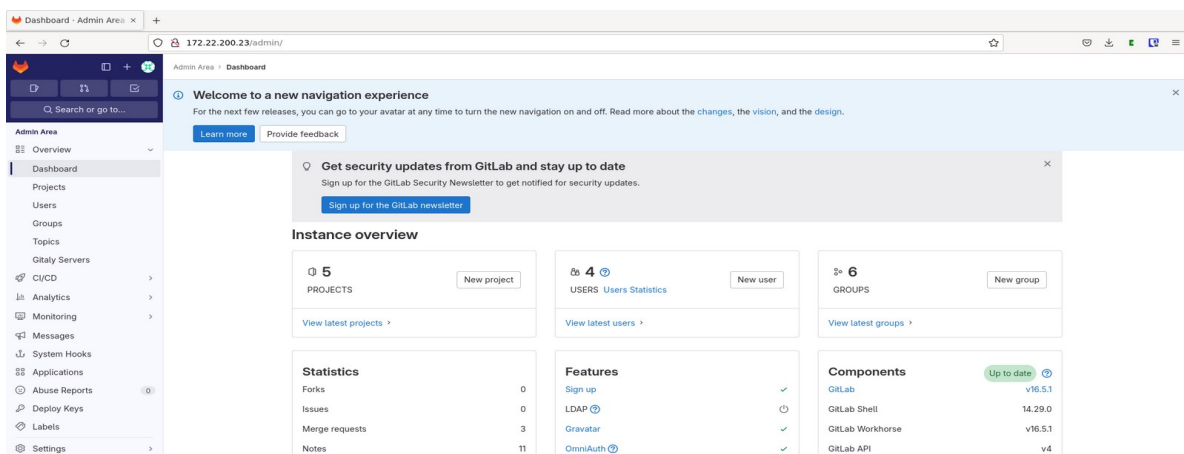 Dashboard · Admin Area
172.22.200.23/admin/
Search or go to...
Admin Area
Overview
Dashboard
Projects
Users
Groups
Topics
Gitaly Servers
CI/CD
Analytics
Monitoring
Messages
System Hooks
Applications
Abuse Reports 0
Deploy Keys
Labels
Settings
Admin Area > Dashboard
Welcome to a new navigation experience
For the next few releases, you can go to your avatar at any time to turn the new navigation on and off. Read more about the changes, the vision, and the design.
Learn more Provide feedback
Get security updates from GitLab and stay up to date
Sign up for the GitLab Security Newsletter to get notified for security updates.
Sign up for the GitLab newsletter
Instance overview
5
PROJECTS
New project
View latest projects >
4
USERS Users Statistics
New user
View latest users >
6
GROUPS
New group
View latest groups >
Statistics
Forks 0
Issues 0
Merge requests 3
Notes 11
Features
Sign up
LDAP
Gravatar
OmniAuth
Components Up to date
GitLab v16.5.1
GitLab Shell 14.29.0
GitLab Workhorse v16.5.1
GitLab API v4